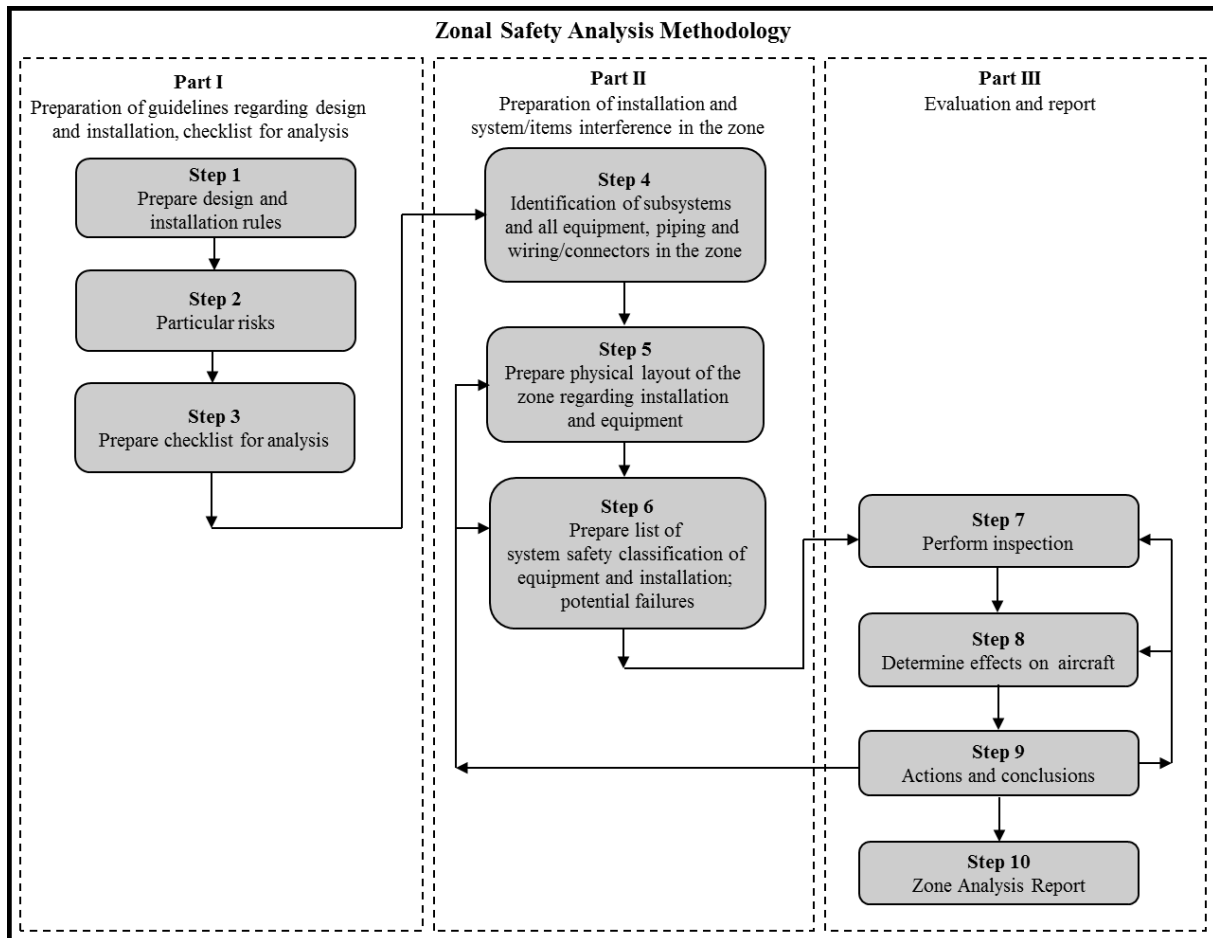 Zonal Safety Analysis Methodology
Part I
Preparation of guidelines regarding design
and installation, checklist for analysis
Step 1
Prepare design and
installation rules
Step 2
Particular risks
Step 3
Prepare checklist for analysis
Part II
Preparation of installation and
system/items interference in the zone
Step 4
Identification of subsystems
and all equipment, piping and
wiring/connectors in the zone
Step 5
Prepare physical layout of the
zone regarding installation
and equipment
Step 6
Prepare list of
system safety classification of
equipment and installation;
potential failures
Part III
Evaluation and report
Step 7
Perform inspection
Step 8
Determine effects on aircraft
Step 9
Actions and conclusions
Step 10
Zone Analysis Report